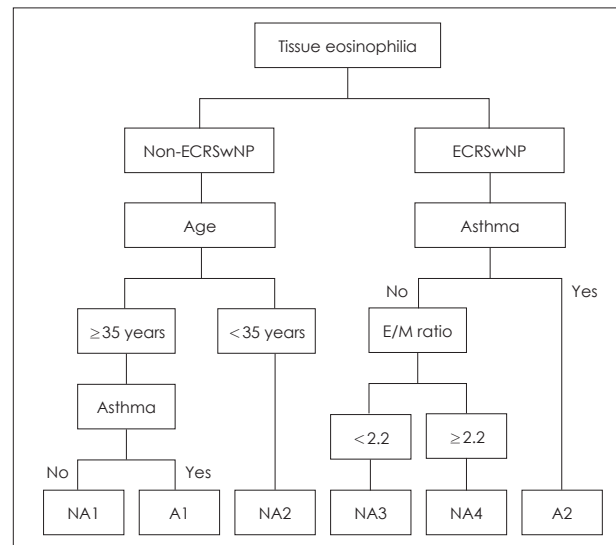 Tissue eosinophilia
Non-ECRSwNP
ECRSwNP
Age
Asthma
No
Yes
≥35 years
<35 years
E/M ratio
Asthma
<2.2
≥2.2
No
Yes
NA1
A1
NA2
NA3
NA4
A2